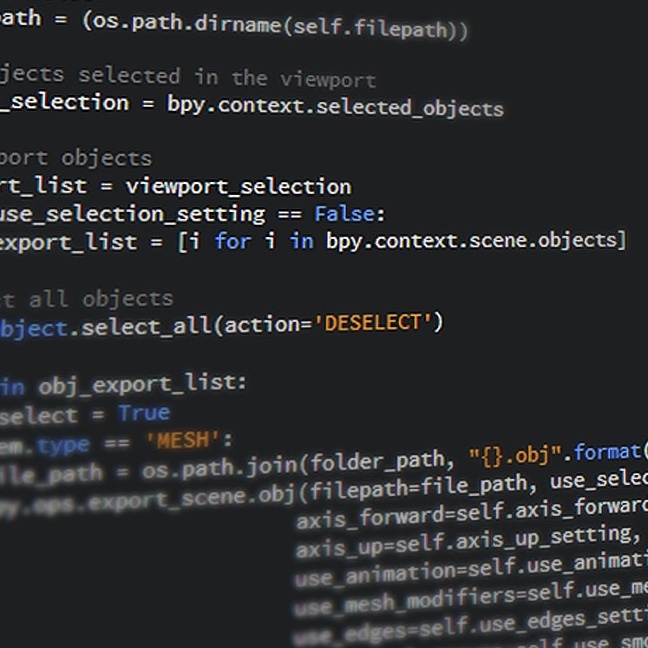 ath = (os.path.dirname(self.filepath))
jects selected in the viewport
_selection = bpy.context.selected_objects
port objects
rt_list = viewport_selection
use_selection_setting == False:
export_list = [i for i in bpy.context.scene.objects]
t all objects
bject.select_all(action='DESELECT')
in obj_export_list:
select = True
em.type == 'MESH':
ile_path = os.path.join(folder_path, "{}.obj".format(
py.ops.export_scene.obj(filepath=file_path, use_selec
axis_forward=self.axis_forward
axis_up=self.axis_up_setting,
use_animation=self.use_animati
use_mesh_modifiers=self.use_me
use_edges=self.use_edges_setti